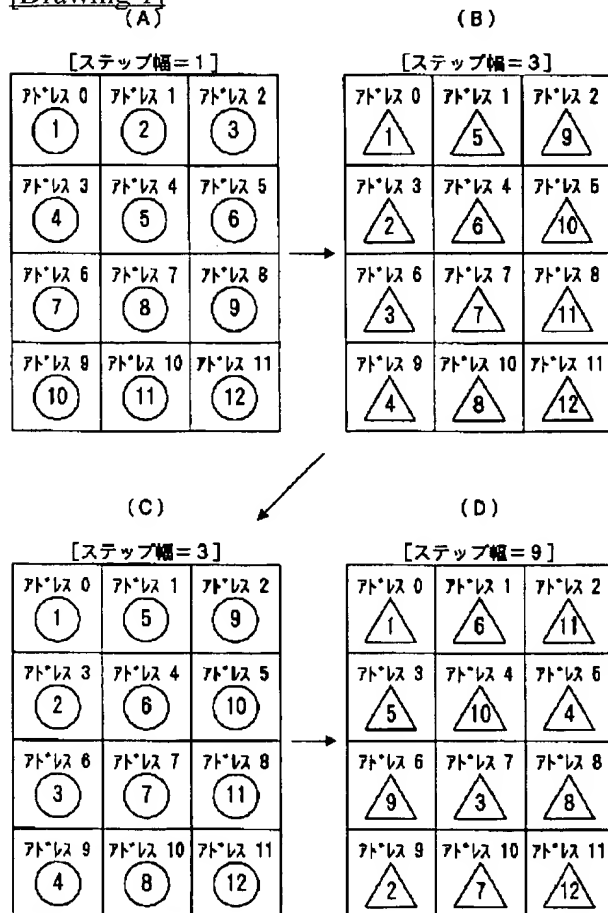 [Drawing 1]
(A)
[ステップ幅=1]
アドレス 0 アドレス 1 アドレス 2
1 2 3
アドレス 3 アドレス 4 アドレス 5
4 5 6
アドレス 6 アドレス 7 アドレス 8
7 8 9
アドレス 9 アドレス 10 アドレス 11
10 11 12
(B)
[ステップ幅=3]
アドレス 0 アドレス 1 アドレス 2
1 5 9
アドレス 3 アドレス 4 アドレス 5
2 6 10
アドレス 6 アドレス 7 アドレス 8
3 7 11
アドレス 9 アドレス 10 アドレス 11
4 8 12
(C)
[ステップ幅=3]
アドレス 0 アドレス 1 アドレス 2
1 5 9
アドレス 3 アドレス 4 アドレス 5
2 6 10
アドレス 6 アドレス 7 アドレス 8
3 7 11
アドレス 9 アドレス 10 アドレス 11
4 8 12
(D)
[ステップ幅=9]
アドレス 0 アドレス 1 アドレス 2
1 6 11
アドレス 3 アドレス 4 アドレス 5
5 10 4
アドレス 6 アドレス 7 アドレス 8
9 3 8
アドレス 9 アドレス 10 アドレス 11
2 7 12